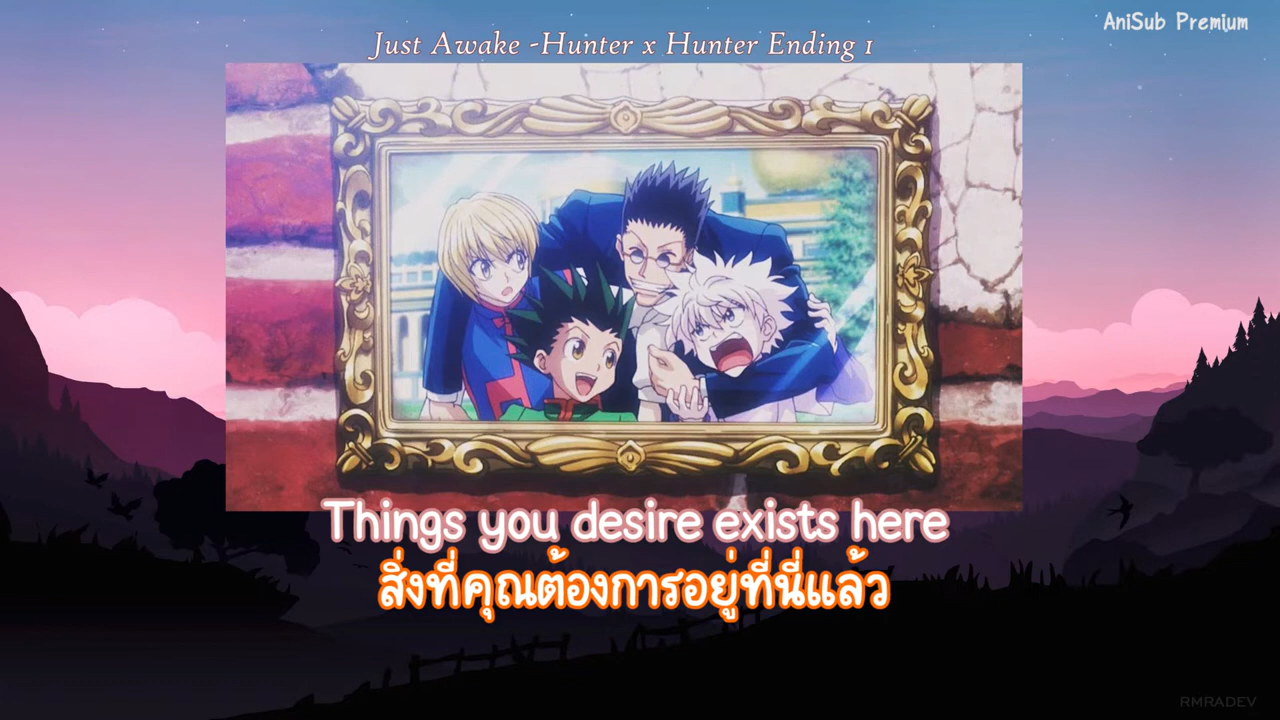 AniSub Premium
Just Awake -Hunter x Hunter Ending 1
Things you desire exists here
สิ่งที่คุณต้องการอยู่ที่นี่แล้ว
RMRADEV